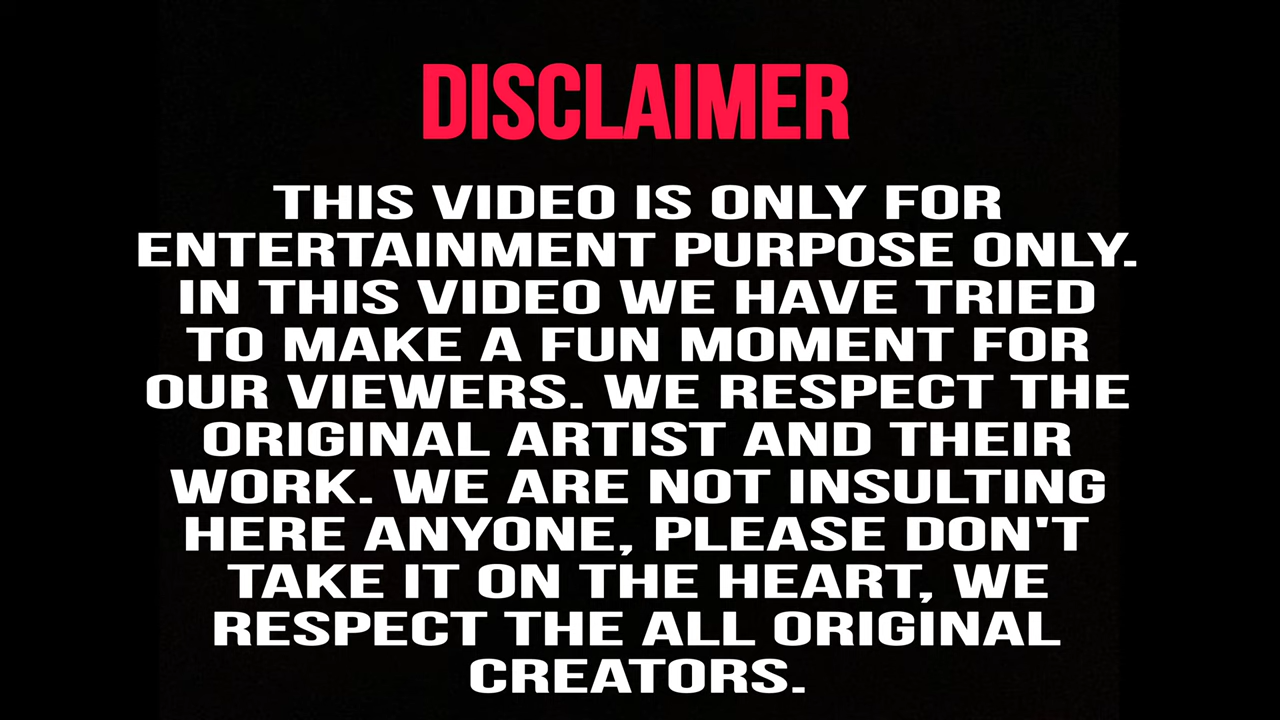 DISCLAIMER
THIS VIDEO IS ONLY FOR
ENTERTAINMENT PURPOSE ONLY.
IN THIS VIDEO WE HAVE TRIED
TO MAKE A FUN MOMENT FOR
OUR VIEWERS. WE RESPECT THE
ORIGINAL ARTIST AND THEIR
WORK. WE ARE NOT INSULTING
HERE ANYONE, PLEASE DON'T
TAKE IT ON THE HEART, WE
RESPECT THE ALL ORIGINAL
CREATORS.